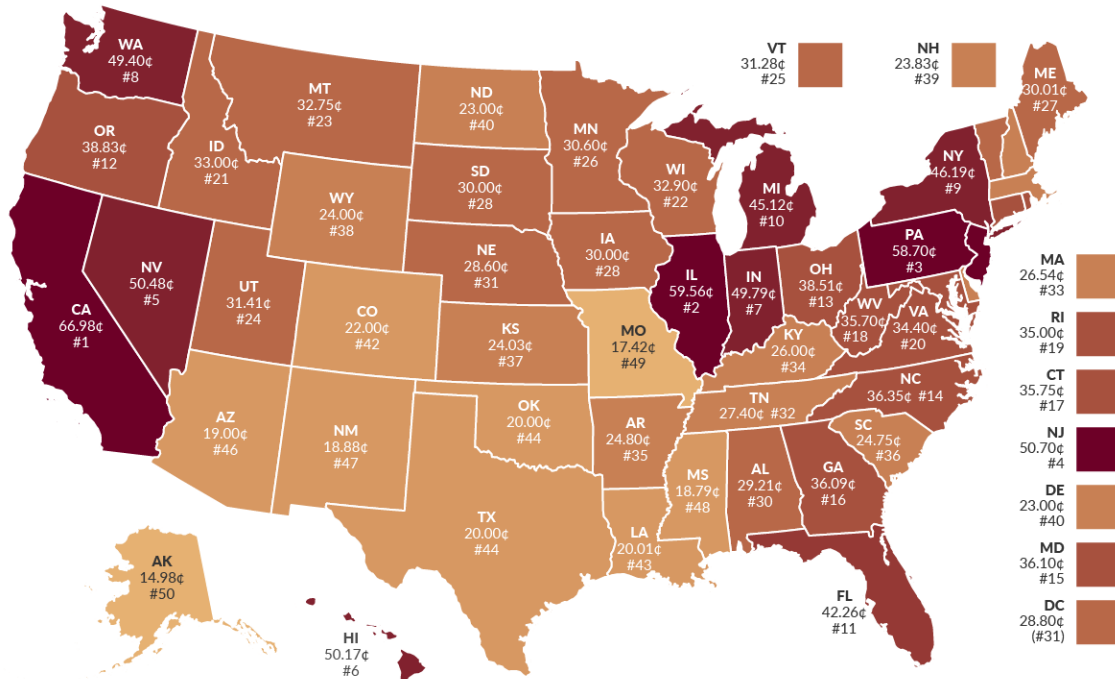 WA
49.40¢
#8
VT
31.28¢
#25
NH
23.83¢
#39
ME
30.01¢
#27
MT
32.75¢
#23
ND
23.00¢
#40
MN
30.60¢
#26
OR
38.83¢
#12
ID
33.00¢
#21
WI
32.90¢
#22
NY
46.19¢
#9
SD
30.00¢
#28
MI
45.12¢
#10
WY
24.00¢
#38
PA
58.70¢
#3
IA
30.00¢
#28
NE
28.60¢
#31
NV
50.48¢
#5
UT
31.41¢
#24
IL
59.56¢
#2
IN
49.79¢
#7
OH
38.51¢
#13
MA
26.54¢
#33
CA
66.98¢
#1
CO
22.00¢
#42
WV
35.70¢
#18
VA
34.40¢
#20
RI
35.00¢
#19
KS
24.03¢
#37
MO
17.42¢
#49
KY
26.00¢
#34
CT
35.75¢
#17
NC
36.35¢ #14
TN
27.40¢ #32
AZ
19.00¢
#46
NM
18.88¢
#47
OK
20.00¢
#44
AR
24.80¢
#35
SC
24.75¢
#36
NJ
50.70¢
#4
MS
18.79¢
#48
AL
29.21¢
#30
GA
36.09¢
#16
DE
23.00¢
#40
TX
20.00¢
#44
LA
20.01¢
#43
MD
36.10¢
#15
AK
14.98¢
#50
FL
42.26¢
#11
DC
28.80¢
(#31)
HI
50.17¢
#6